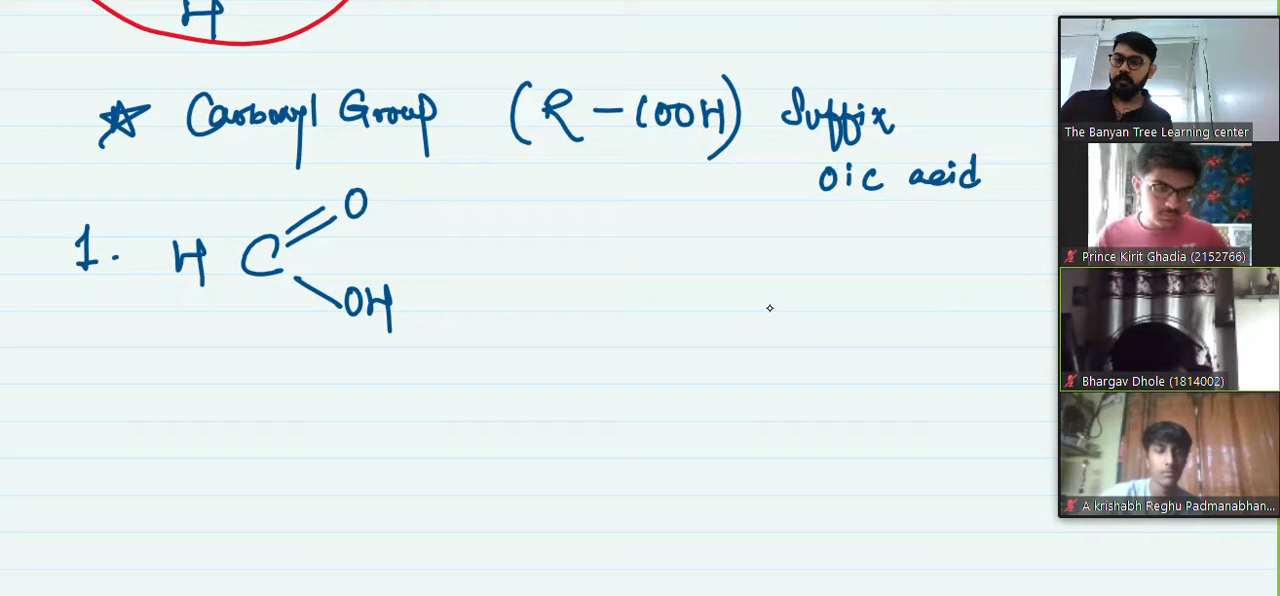 H
☆ Carbonyl Group (R-COOH) Suffix
oic acid
O
1. H C
OH
The Banyan Tree Learning center
Prince Kirit Ghadia (2152766)
Bhargav Dhole (1814002)
A krishabh Reghu Padmanabhan...